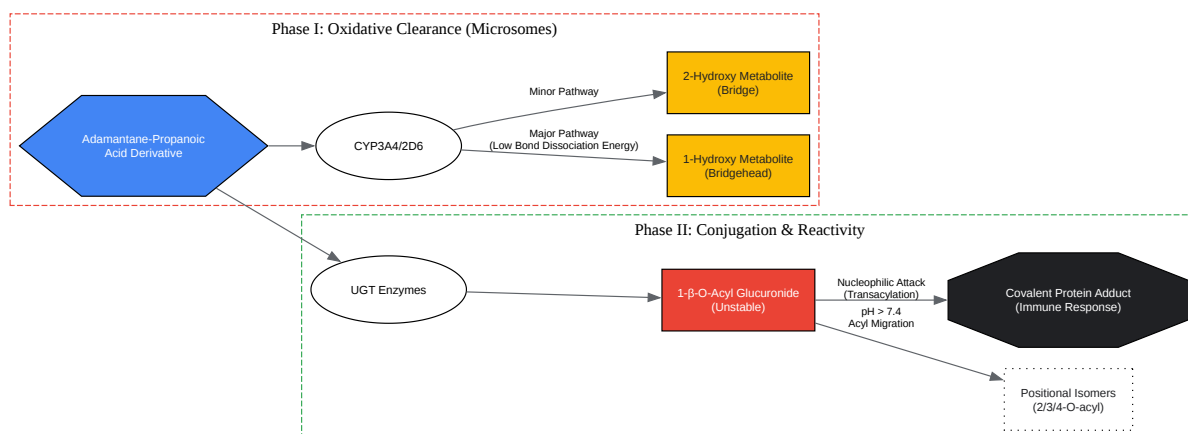 Phase I: Oxidative Clearance (Microsomes)
Adamantane-Propanoic
Acid Derivative
CYP3A4/2D6
Minor Pathway
2-Hydroxy Metabolite
(Bridge)
Major Pathway
(Low Bond Dissociation Energy)
1-Hydroxy Metabolite
(Bridgehead)
Phase II: Conjugation & Reactivity
UGT Enzymes
1-β-O-Acyl Glucuronide
(Unstable)
Nucleophilic Attack
(Transacylation)
Covalent Protein Adduct
(Immune Response)
pH > 7.4
Acyl Migration
Positional Isomers
(2/3/4-O-acyl)